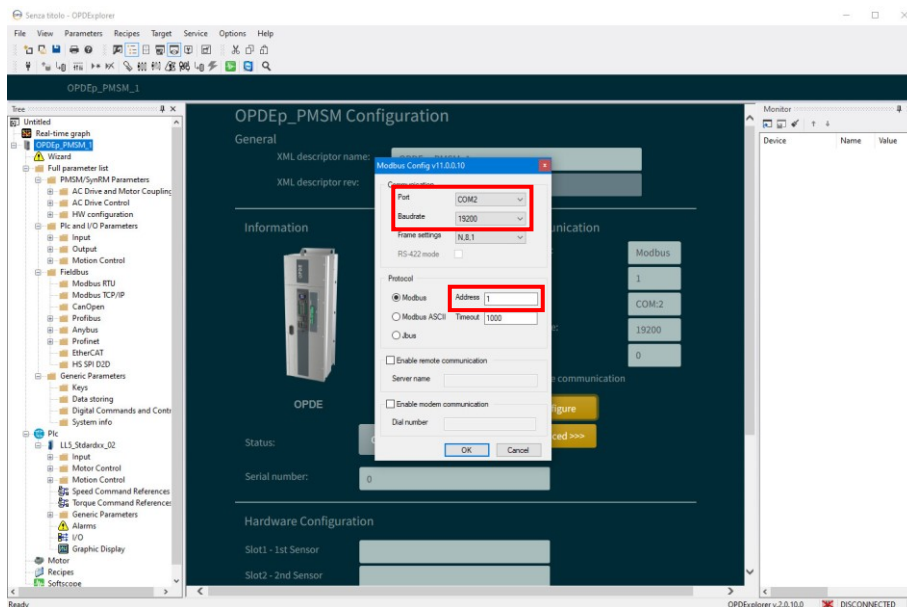 Senza titolo - OPDExplorer
File View Parameters Recipes Target Service Options Help
OPDEp_PMSM_1
Tree
Untitled
Real-time graph
OPDEp_PMSM_1
Wizard
Full parameter list
PMSM/SynRM Parameters
AC Drive and Motor Coupling
AC Drive Control
HW configuration
Plc and I/O Parameters
Input
Output
Motion Control
Fieldbus
Modbus RTU
Modbus TCP/IP
CanOpen
Profibus
Anybus
Profinet
EtherCAT
HS SPI D2D
Generic Parameters
Keys
Data storing
Digital Commands and Contr
System info
Plc
LL5_Stdardxx_02
Input
Motor Control
Motion Control
Speed Command References
Torque Command References
Generic Parameters
Alarms
I/O
Graphic Display
Motor
Recipes
Softscope
OPDEp_PMSM Configuration
General
XML descriptor name:
XML descriptor rev:
Information
OPDE
Status:
Serial number: 0
Hardware Configuration
Slot1 - 1st Sensor
Slot2 - 2nd Sensor
Modbus Config v11.0.0.10
Communication
Port COM2
Baudrate 19200
Frame settings N,8,1
RS-422 mode
Protocol
Modbus Address 1
Modbus ASCII Timeout 1000
Jbus
Enable remote communication
Server name
Enable modem communication
Dial number
OK Cancel
unication
Modbus
1
COM:2
19200
0
e communication
figure
ced >>>
Monitor
Device Name Value
Ready
OPDExplorer v.2.0.10.0 DISCONNECTED